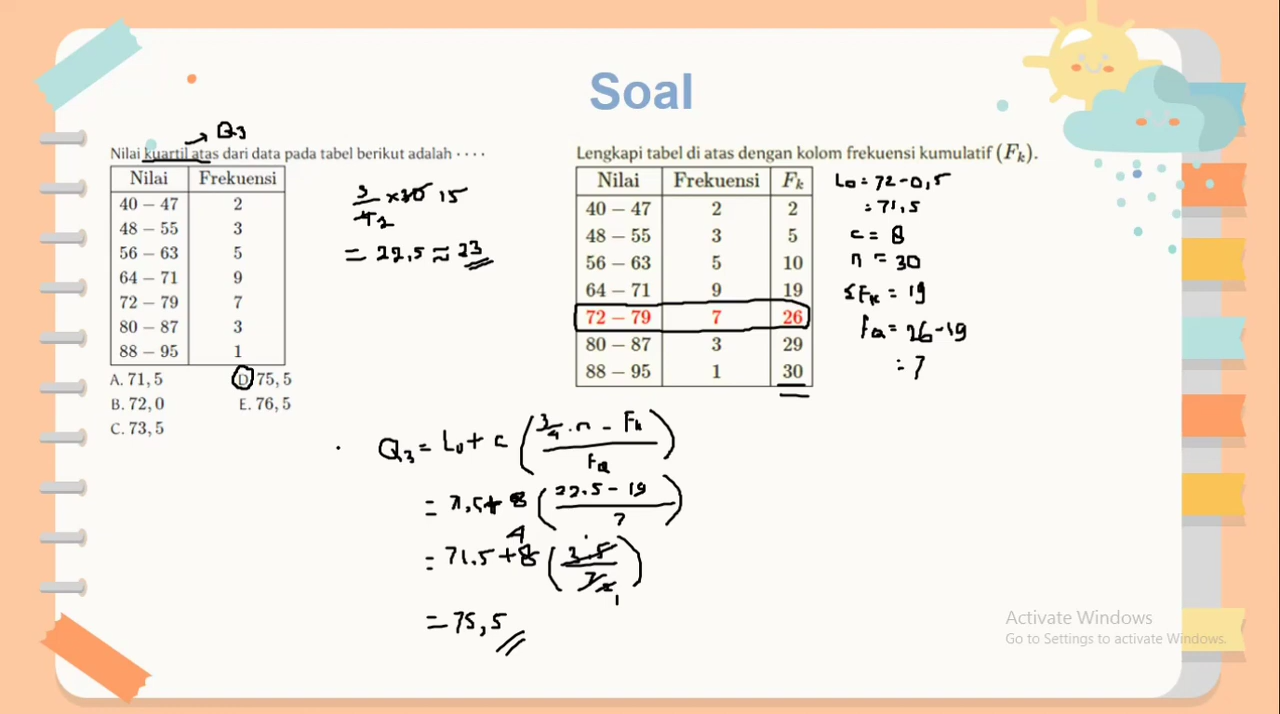 Soal
Q3
Nilai kuartil atas dari data pada tabel berikut adalah ....
Nilai Frekuensi
40 – 47 2
48 – 55 3
56 – 63 5
64 – 71 9
72 – 79 7
80 – 87 3
88 – 95 1
A. 71,5 D. 75,5
B. 72,0 E. 76,5
C. 73,5
3/4 2 × 30 15
= 22,5 ≈ 23
Lengkapi tabel di atas dengan kolom frekuensi kumulatif (Fk).
Nilai Frekuensi Fk
40 – 47 2 2
48 – 55 3 5
56 – 63 5 10
64 – 71 9 19
72 – 79 7 26
80 – 87 3 29
88 – 95 1 30
Lo = 72 - 0,5
= 71,5
c = 8
n = 30
ΣFk = 19
FQ = 26 - 19
= 7
Q3 = Lo + c (3/4 . n - Fk / FQ)
= 71,5 + 8 (22.5 - 19 / 7)
= 71.5 + 8 4 (3.5 / 7 2) 1
= 75,5
Activate Windows
Go to Settings to activate Windows.